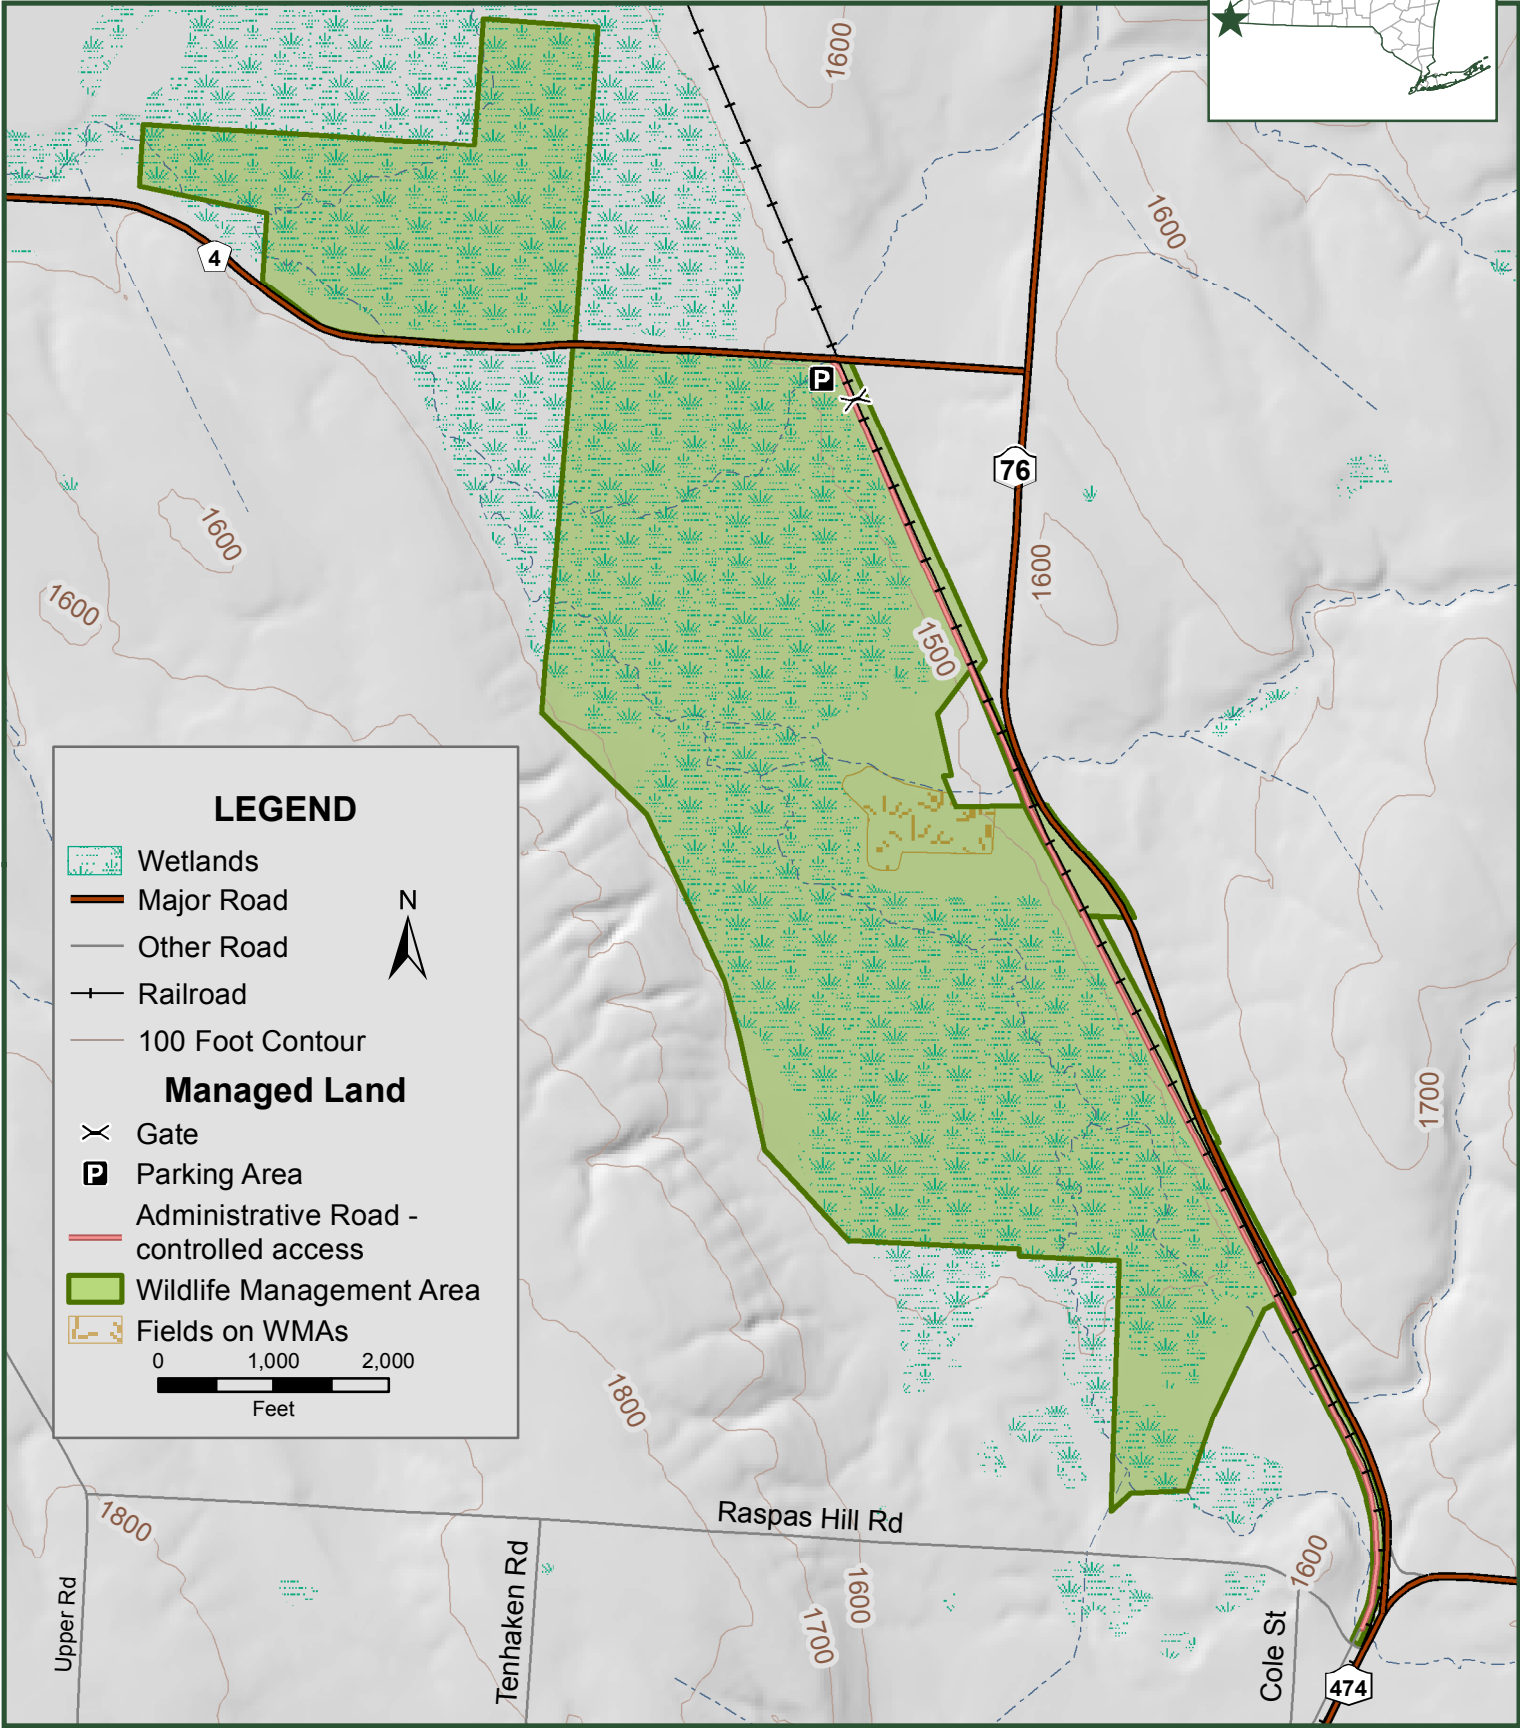 1600
1600
4
P
76
1600
1600
1600
1500
LEGEND
Wetlands
Major Road
N
Other Road
Railroad
100 Foot Contour
Managed Land
Gate
P Parking Area
Administrative Road -
controlled access
Wildlife Management Area
Fields on WMAs
0 1,000 2,000
Feet
1700
1800
1800
Raspas Hill Rd
1600
Upper Rd
Tenhaken Rd
1600
1700
Cole St
474